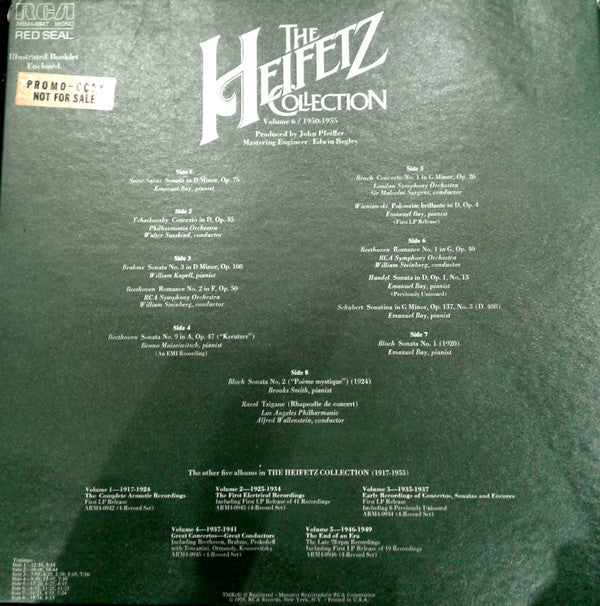 RCA
ARM4-0947 MONO
RED SEAL
Illustrated Booklet
Enclosed
PROMO-COPY
NOT FOR SALE
THE
HEIFETZ
COLLECTION
Volume 6 / 1950-1955
Produced by John Pfeiffer
Mastering Engineer: Edwin Begley
Side 1
Saint-Saëns Sonata in D Minor, Op. 75
Emanuel Bay, pianist
Side 2
Tchaikovsky Concerto in D, Op. 35
Philharmonia Orchestra
Walter Susskind, conductor
Side 3
Brahms Sonata No. 3 in D Minor, Op. 108
William Kapell, pianist
Beethoven Romance No. 2 in F, Op. 50
RCA Symphony Orchestra
William Steinberg, conductor
Side 4
Beethoven Sonata No. 9 in A, Op. 47 ("Kreutzer")
Benno Moiseiwitsch, pianist
(An EMI Recording)
Side 5
Bruch Concerto No. 1 in G Minor, Op. 26
London Symphony Orchestra
Sir Malcolm Sargent, conductor
Wieniawski Polonaise brillante in D, Op. 4
Emanuel Bay, pianist
(First LP Release)
Side 6
Beethoven Romance No. 1 in G, Op. 40
RCA Symphony Orchestra
William Steinberg, conductor
Handel Sonata in D, Op. 1, No. 13
Emanuel Bay, pianist
(Previously Unissued)
Schubert Sonatina in G Minor, Op. 137, No. 3 (D. 408)
Emanuel Bay, pianist
Side 7
Bloch Sonata No. 1 (1920)
Emanuel Bay, pianist
Side 8
Bloch Sonata No. 2 ("Poème mystique") (1924)
Brooks Smith, pianist
Ravel Tzigane (Rhapsodie de concert)
Los Angeles Philharmonic
Alfred Wallenstein, conductor
The other five albums in THE HEIFETZ COLLECTION (1917-1955)
Volume 1—1917-1924
The Complete Acoustic Recordings
First LP Release
ARM4-0942 (4-Record Set)
Volume 2—1925-1934
The First Electrical Recordings
Including First LP Release of 41 Recordings
ARM4-0943 (4-Record Set)
Volume 3—1935-1937
Early Recordings of Concertos, Sonatas and Encores
Including 6 Previously Unissued
ARM4-0944 (4-Record Set)
Volume 4—1937-1941
Great Concertos—Great Conductors
Including Beethoven, Brahms, Prokofieff
with Toscanini, Ormandy, Koussevitzky
ARM4-0945 (4-Record Set)
Volume 5—1946-1949
The End of an Era
The Late 78 rpm Recordings
Including First LP Release of 19 Recordings
ARM4-0946 (4-Record Set)
Timings:
TMK(s) ® Registered / Marca(s) Registrada(s) RCA Corporation
© 1975, RCA Records, New York, N.Y. / Printed in U.S.A.